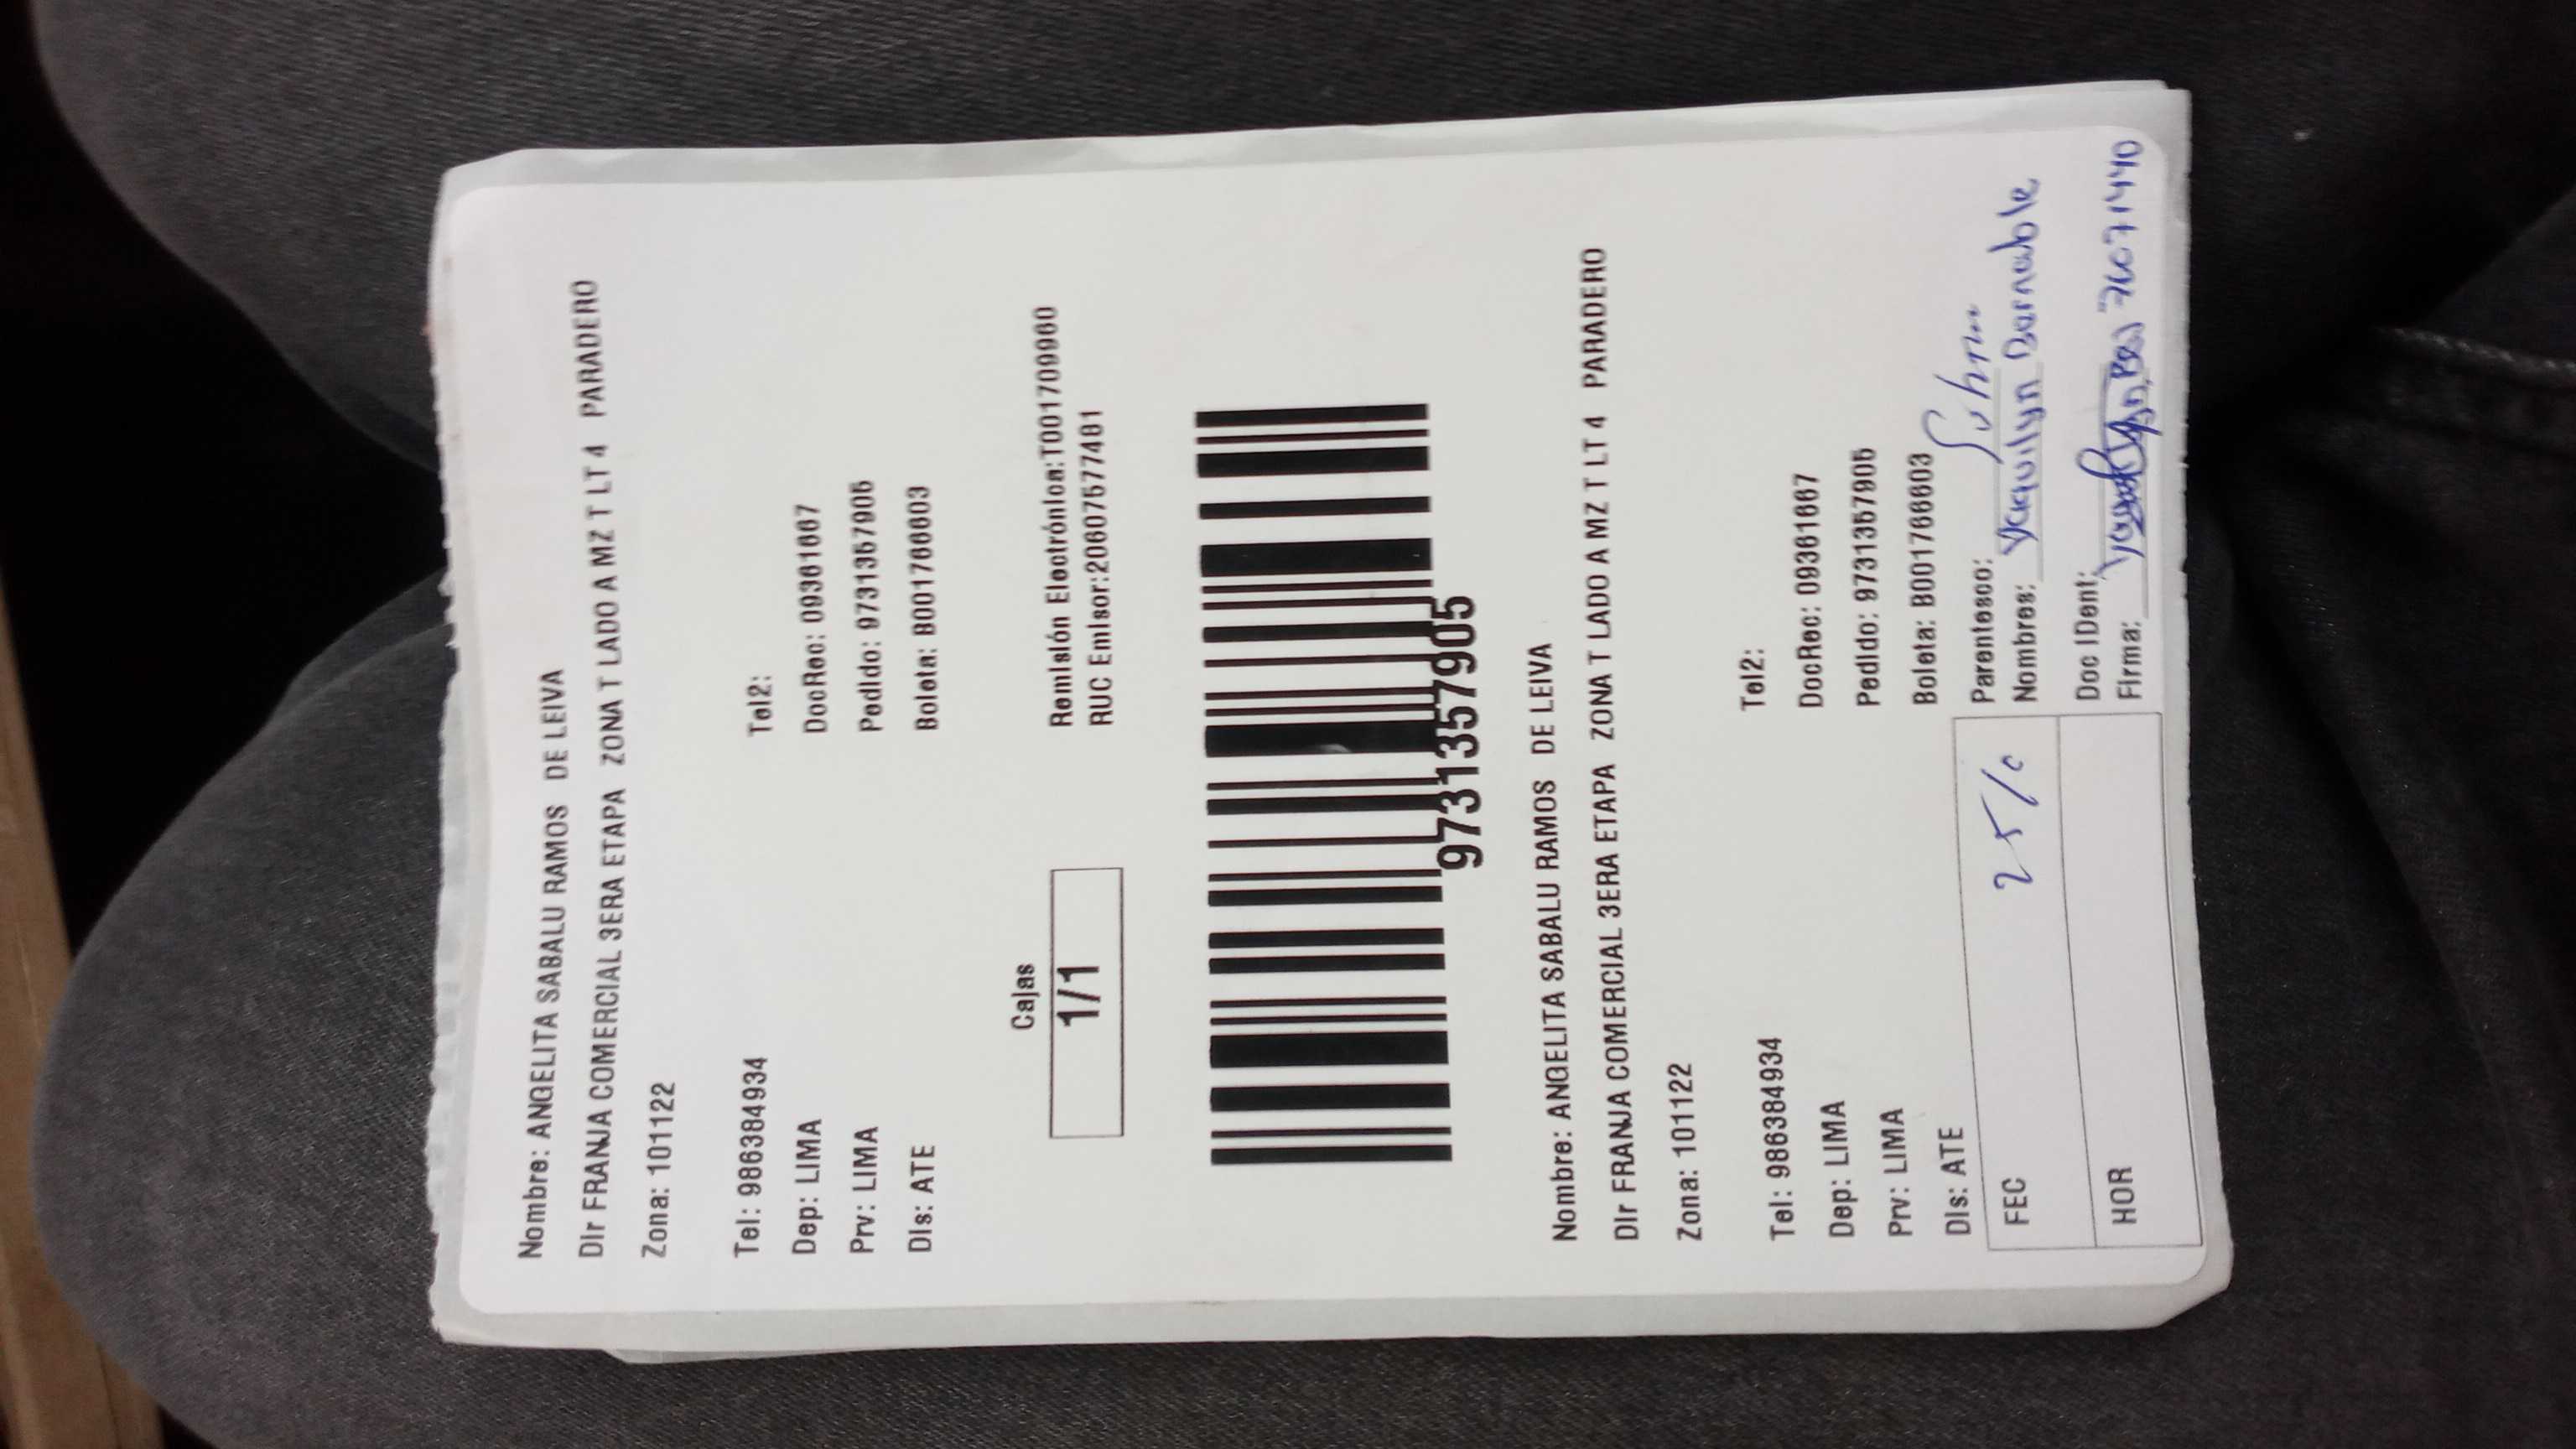 Nombre: ANGELITA SABALU RAMOS DE LEIVA
DIr FRANJA COMERCIAL 3ERA ETAPA ZONA T LADO A MZ T LT 4 PARADERO
Zona: 101122
Tel: 986384934 Tel2:
Dep: LIMA DocRec: 09361667
Prv: LIMA Pedido: 9731357905
Dis: ATE Boleta: B001766603
Cajas
1/1
Remisión Electrónica:T001709960
RUC Emisor:20607577481
9731357905
Nombre: ANGELITA SABALU RAMOS DE LEIVA
DIr FRANJA COMERCIAL 3ERA ETAPA ZONA T LADO A MZ T LT 4 PARADERO
Zona: 101122
Tel: 986384934 Tel2:
Dep: LIMA DocRec: 09361667
Prv: LIMA Pedido: 9731357905
Dis: ATE Boleta: B001766603
FEC
Parentesco:
Nombres: Yaquilyn Barnable
HOR
Doc IDent:
Firma: 76071440